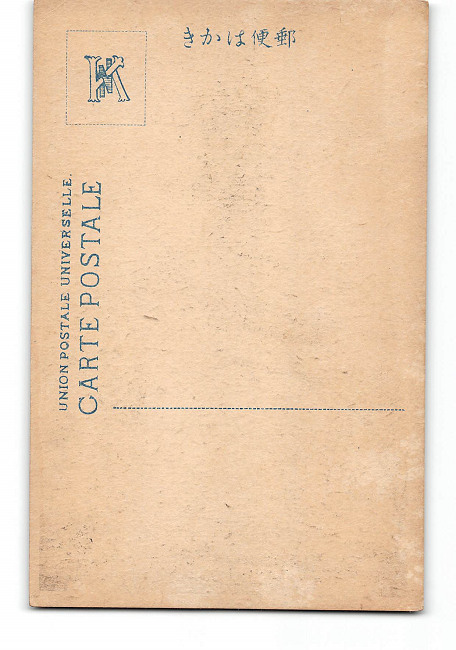 郵便はかき
UNION POSTALE UNIVERSELLE.
CARTE POSTALE